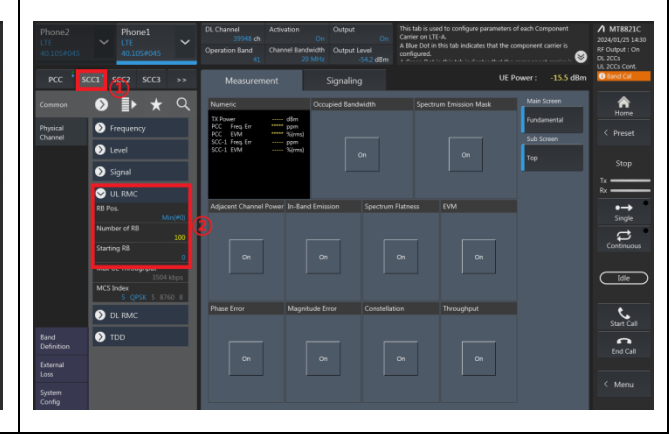 Phone2
LTE
40.105#045
Phone1
LTE
40.105#045
DL Channel
39948 ch
Activation
On
Output
On
Operation Band
41
Channel Bandwidth
20 MHz
Output Level
-54.2 dBm
This tab is used to configure parameters of each Component
Carrier on LTE-A.
A Blue Dot in this tab indicates that the component carrier is
configured.
MT8821C
2024/01/25 14:30
RF Output : On
DL 2CCs
UL 2CCs Cont.
Band Cal
PCC
SCC1
SCC2
SCC3
>>
①
Measurement
Signaling
UE Power :
-15.5 dBm
Common
Physical
Channel
Band
Definition
External
Loss
System
Config
Frequency
Level
Signal
UL RMC
RB Pos.
Min(#0)
Number of RB
100
Starting RB
0
②
3504 kbps
MCS Index
5 QPSK 5 8760 8
DL RMC
TDD
Numeric
TX Power ----- dBm
PCC Freq. Err ***** ppm
PCC EVM ***** %(rms)
SCC-1 Freq. Err ----- ppm
SCC-1 EVM ----- %(rms)
Occupied Bandwidth
On
Spectrum Emission Mask
On
Adjacent Channel Power
On
In-Band Emission
On
Spectrum Flatness
On
EVM
On
Phase Error
On
Magnitude Error
On
Constellation
On
Throughput
On
Main Screen
Fundamental
Sub Screen
Top
Home
< Preset
Stop
Tx
Rx
Single
Continuous
Idle
Start Call
End Call
< Menu